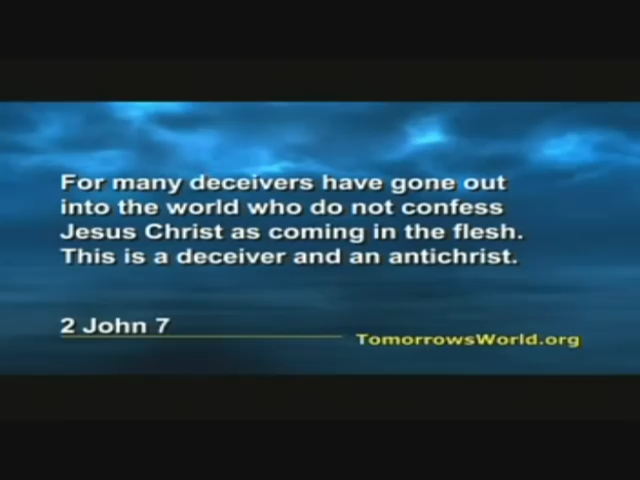 For many deceivers have gone out
into the world who do not confess
Jesus Christ as coming in the flesh.
This is a deceiver and an antichrist.
2 John 7
TomorrowsWorld.org